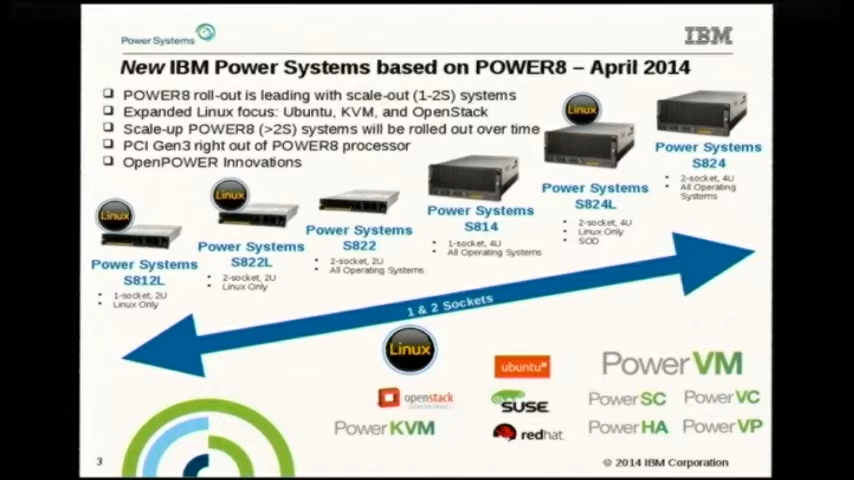 Power Systems
IBM
New IBM Power Systems based on POWER8 – April 2014
POWER8 roll-out is leading with scale-out (1-2S) systems
Expanded Linux focus: Ubuntu, KVM, and OpenStack
Scale-up POWER8 (>2S) systems will be rolled out over time
PCI Gen3 right out of POWER8 processor
OpenPOWER Innovations
Linux
Power Systems
S812L
1-socket, 2U
Linux Only
Linux
Power Systems
S822L
2-socket, 2U
Linux Only
Power Systems
S822
2-socket, 2U
All Operating Systems
Power Systems
S814
1-socket, 4U
All Operating Systems
Linux
Power Systems
S824L
2-socket, 4U
Linux Only
SOD
Power Systems
S824
2-socket, 4U
All Operating
Systems
1 & 2 Sockets
Linux
openstack
PowerKVM
ubuntu
SUSE
redhat
PowerVM
PowerSC
PowerVC
PowerHA
PowerVP
3
© 2014 IBM Corporation